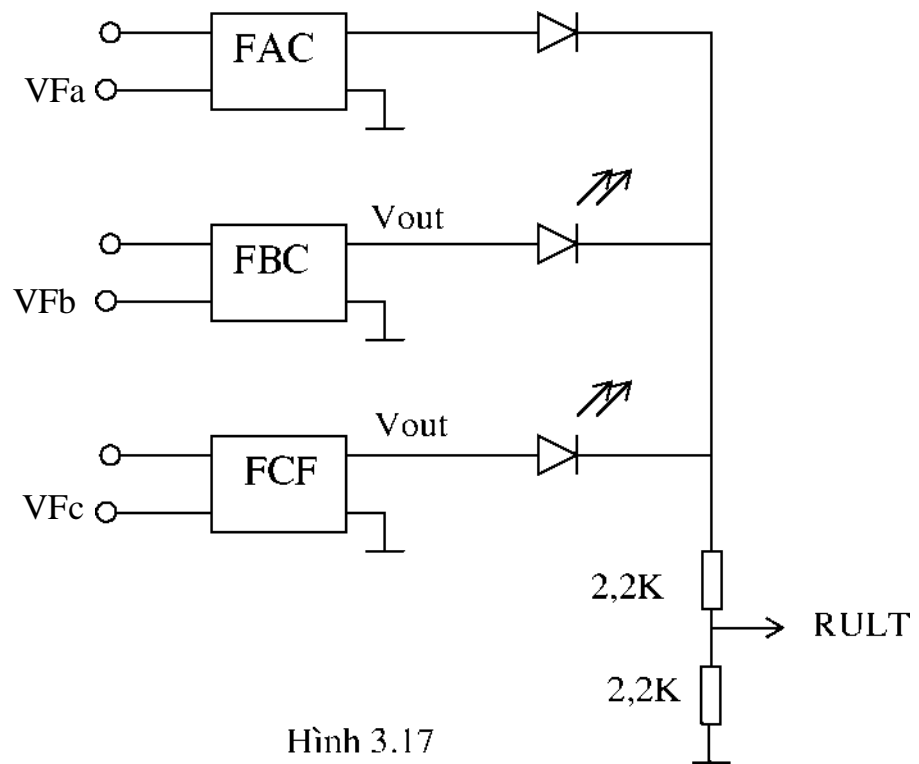 FAC
VFa
Vout
FBC
VFb
Vout
FCF
VFc
2,2K
RULT
2,2K
Hình 3.17